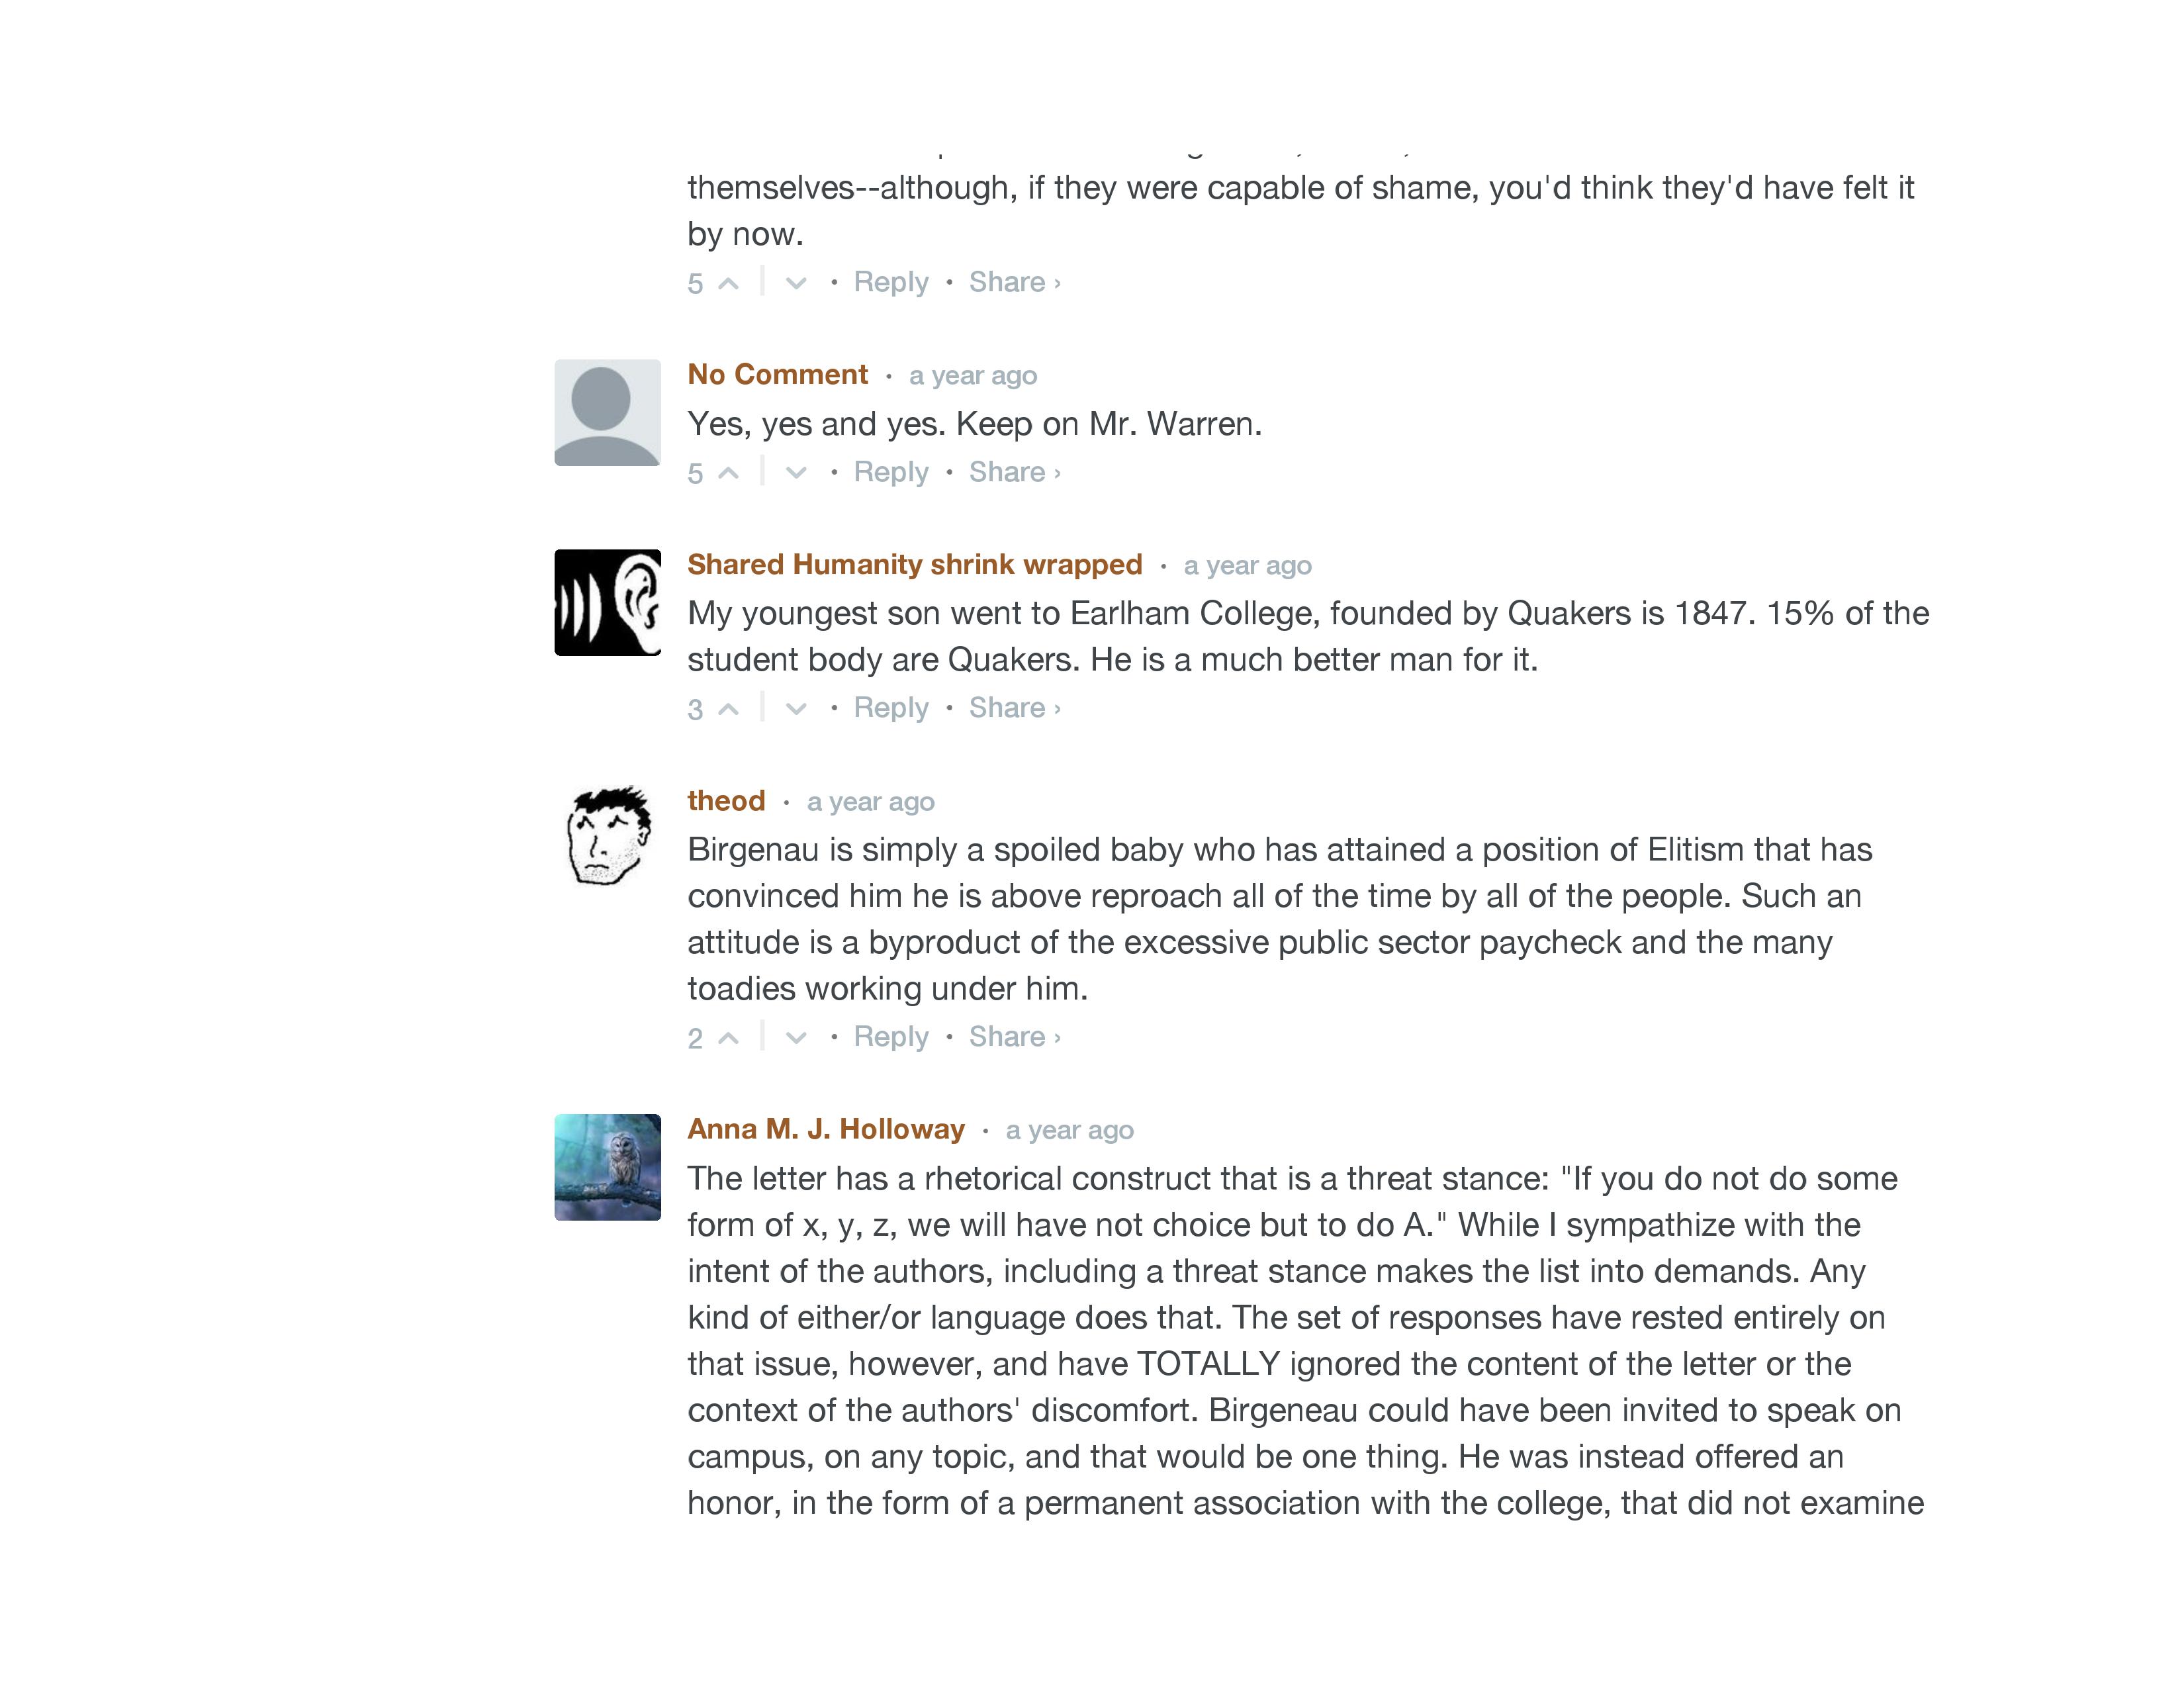 themselves--although, if they were capable of shame, you'd think they'd have felt it
by now.
5 • Reply • Share ›
No Comment • a year ago
Yes, yes and yes. Keep on Mr. Warren.
5 • Reply • Share ›
Shared Humanity shrink wrapped • a year ago
My youngest son went to Earlham College, founded by Quakers is 1847. 15% of the
student body are Quakers. He is a much better man for it.
3 • Reply • Share ›
theod • a year ago
Birgenau is simply a spoiled baby who has attained a position of Elitism that has
convinced him he is above reproach all of the time by all of the people. Such an
attitude is a byproduct of the excessive public sector paycheck and the many
toadies working under him.
2 • Reply • Share ›
Anna M. J. Holloway • a year ago
The letter has a rhetorical construct that is a threat stance: "If you do not do some
form of x, y, z, we will have not choice but to do A." While I sympathize with the
intent of the authors, including a threat stance makes the list into demands. Any
kind of either/or language does that. The set of responses have rested entirely on
that issue, however, and have TOTALLY ignored the content of the letter or the
context of the authors' discomfort. Birgeneau could have been invited to speak on
campus, on any topic, and that would be one thing. He was instead offered an
honor, in the form of a permanent association with the college, that did not examine